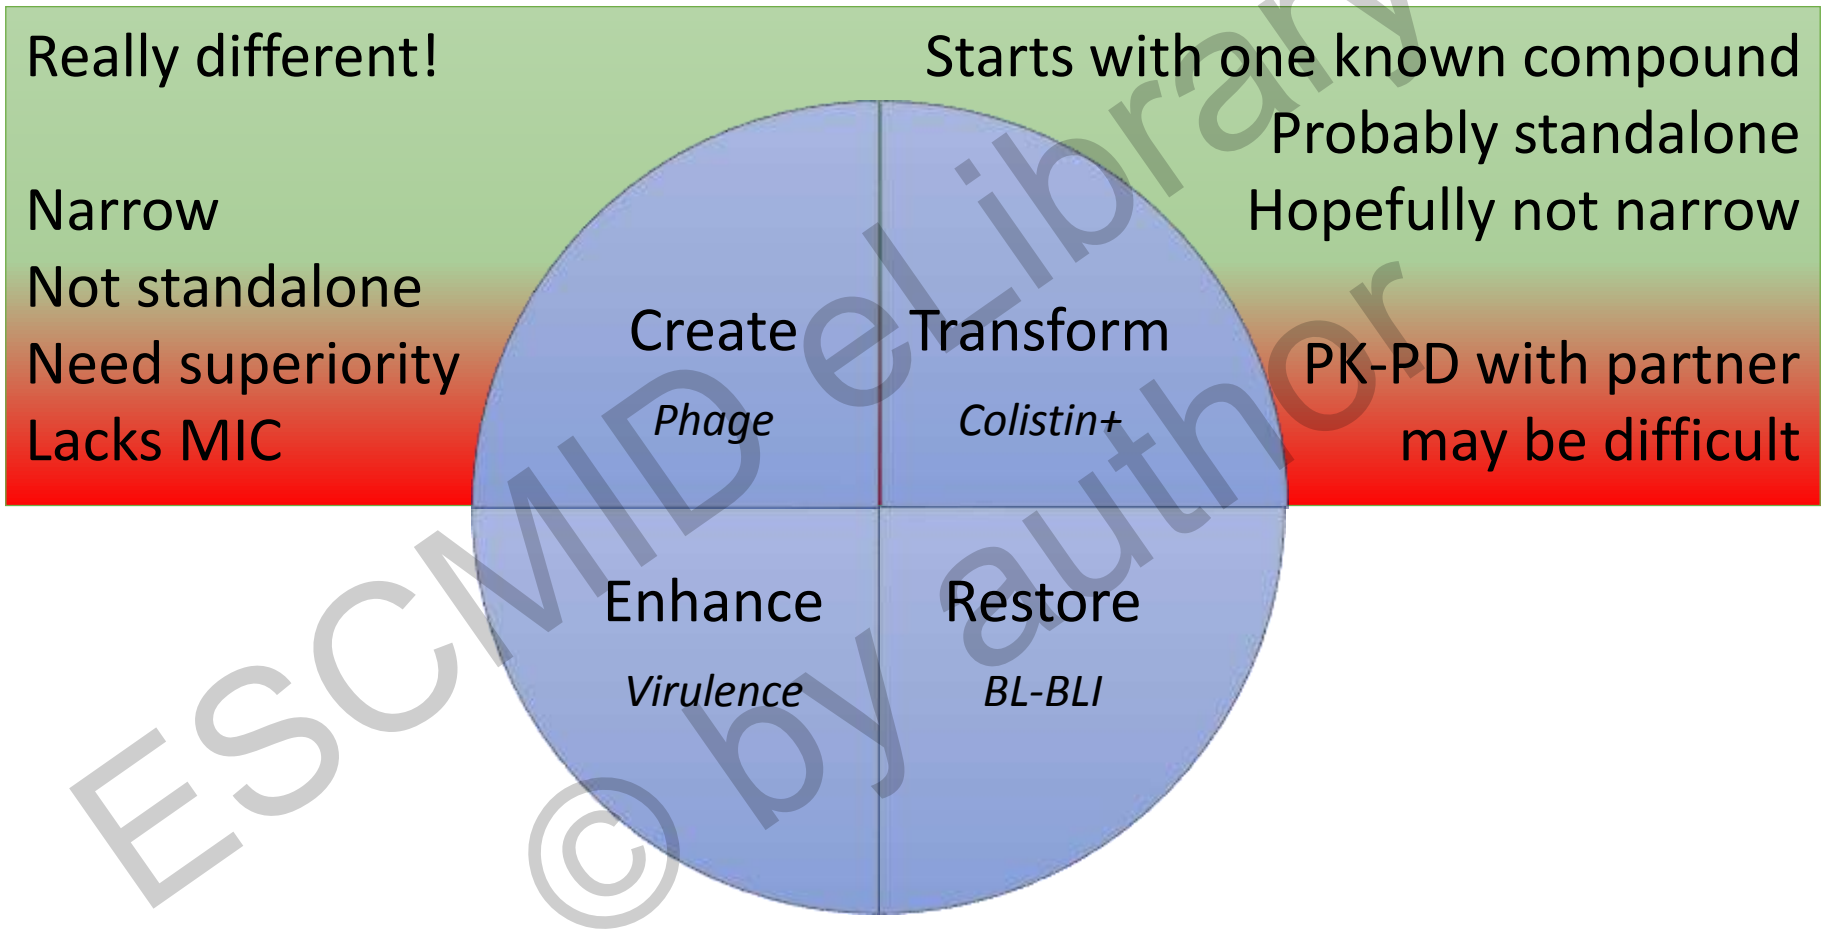 Really different!
Narrow
Not standalone
Need superiority
Lacks MIC
Starts with one known compound
Probably standalone
Hopefully not narrow
PK-PD with partner
may be difficult
Create
Phage
Transform
Colistin+
Enhance
Virulence
Restore
BL-BLI
ESCMID eLibrary
© by author